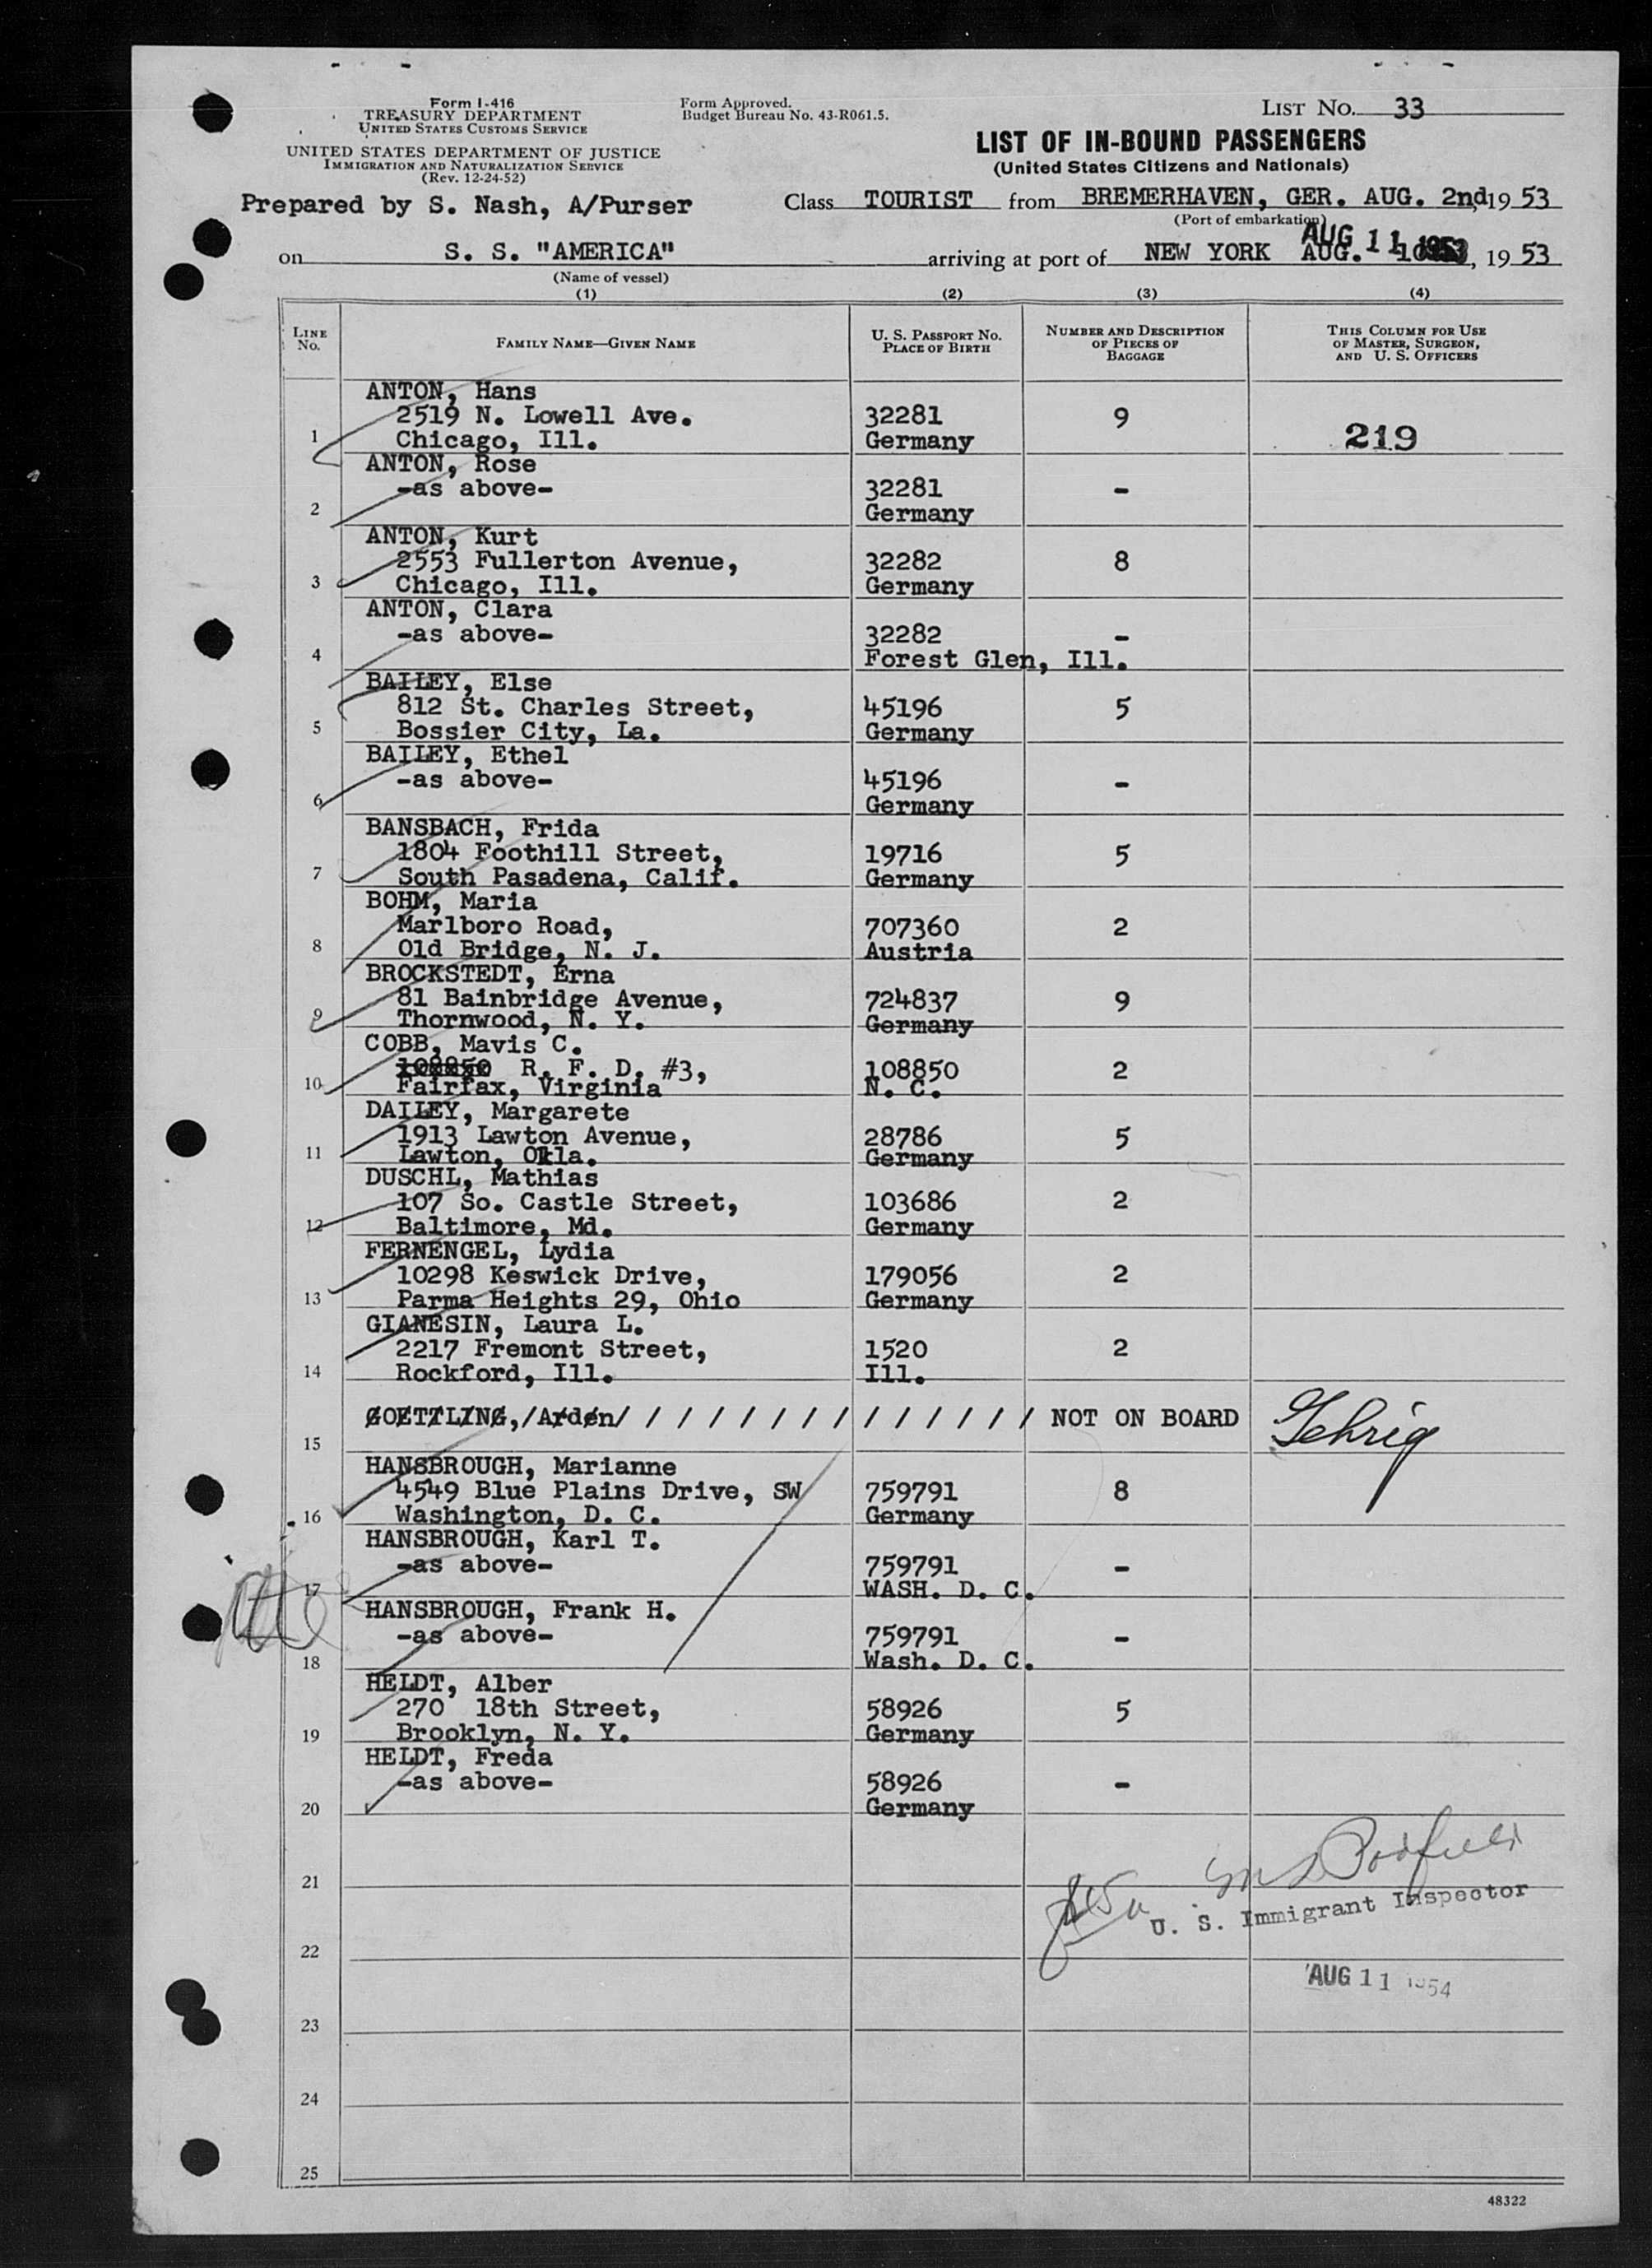 Form I-416
TREASURY DEPARTMENT
UNITED STATES CUSTOMS SERVICE
UNITED STATES DEPARTMENT OF JUSTICE
IMMIGRATION AND NATURALIZATION SERVICE
(Rev. 12-24-52)
Form Approved.
Budget Bureau No. 43-R061.5.
LIST NO. 33
LIST OF IN-BOUND PASSENGERS
(United States Citizens and Nationals)
Prepared by S. Nash, A/Purser
Class TOURIST from BREMERHAVEN, GER. AUG. 2nd, 19 53
(Port of embarkation)
AUG 11 1953
on S. S. "AMERICA" arriving at port of NEW YORK AUG. 10, 19 53
(Name of vessel)
(1) (2) (3) (4)
LINE NO.
FAMILY NAME—GIVEN NAME
U. S. PASSPORT NO.
PLACE OF BIRTH
NUMBER AND DESCRIPTION
OF PIECES OF
BAGGAGE
THIS COLUMN FOR USE
OF MASTER, SURGEON,
AND U. S. OFFICERS
ANTON, Hans
2519 N. Lowell Ave. 32281 9
1 Chicago, Ill. Germany 219
ANTON, Rose
-as above- 32281 -
2 Germany
ANTON, Kurt
2553 Fullerton Avenue, 32282 8
3 Chicago, Ill. Germany
ANTON, Clara
-as above- 32282 -
4 Forest Glen, Ill.
BAILEY, Else
812 St. Charles Street, 45196 5
5 Bossier City, La. Germany
BAILEY, Ethel
-as above- 45196 -
6 Germany
BANSBACH, Frida
1804 Foothill Street, 19716 5
7 South Pasadena, Calif. Germany
BOHM, Maria
Marlboro Road, 707360 2
8 Old Bridge, N. J. Austria
BROCKSTEDT, Erna
81 Bainbridge Avenue, 724837 9
9 Thornwood, N. Y. Germany
COBB, Mavis C.
108850 R. F. D. #3, 108850 2
10 Fairfax, Virginia N. C.
DAILEY, Margarete
1913 Lawton Avenue, 28786 5
11 Lawton, Okla. Germany
DUSCHL, Mathias
107 So. Castle Street, 103686 2
12 Baltimore, Md. Germany
FERNENGEL, Lydia
10298 Keswick Drive, 179056 2
13 Parma Heights 29, Ohio Germany
GIANESIN, Laura L.
2217 Fremont Street, 1520 2
14 Rockford, Ill. Ill.
GOETTLING,/Arden/ / / / / / / / / / / / / / / / NOT ON BOARD Gehrig
15
HANSBROUGH, Marianne
4549 Blue Plains Drive, SW 759791 8
16 Washington, D. C. Germany
HANSBROUGH, Karl T.
-as above- 759791 -
17 WASH. D. C.
HANSBROUGH, Frank H.
-as above- 759791 -
18 Wash. D. C.
HELDT, Alber
270 18th Street, 58926 5
19 Brooklyn, N. Y. Germany
HELDT, Freda
-as above- 58926 -
20 Germany
21
U. S. Immigrant Inspector
22
AUG 11 1954
23
24
25
48322